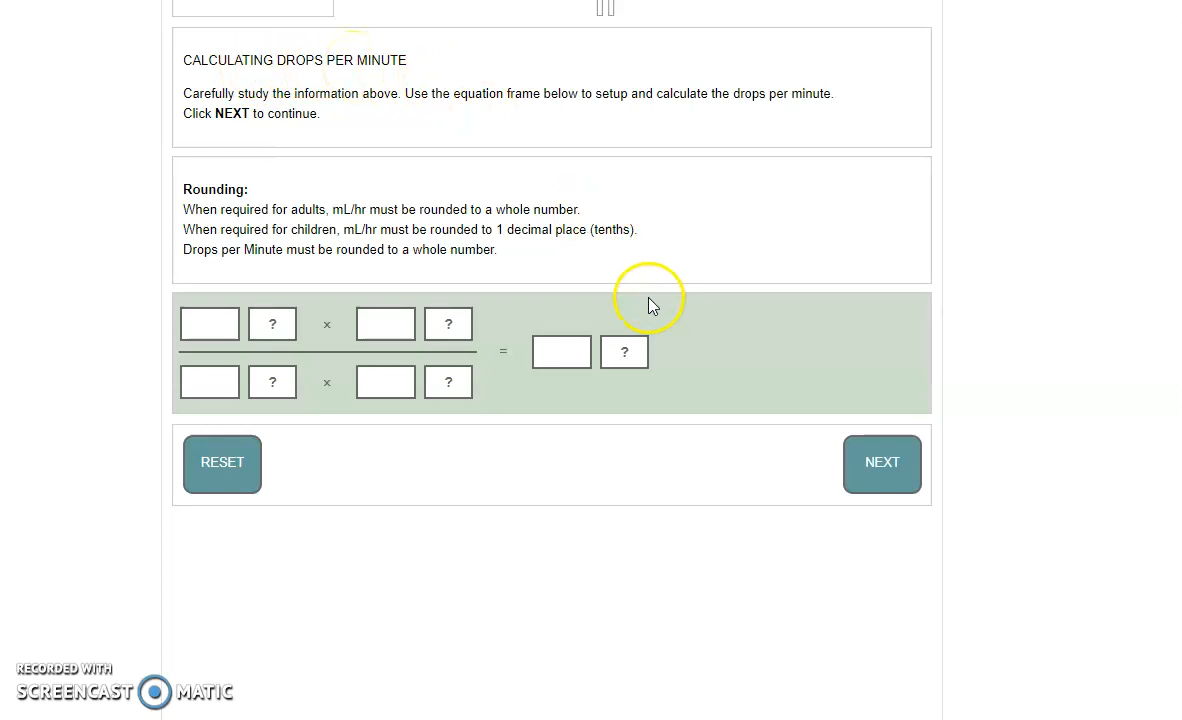 CALCULATING DROPS PER MINUTE
Carefully study the information above. Use the equation frame below to setup and calculate the drops per minute.
Click NEXT to continue.
Rounding:
When required for adults, mL/hr must be rounded to a whole number.
When required for children, mL/hr must be rounded to 1 decimal place (tenths).
Drops per Minute must be rounded to a whole number.
? x ?
= ?
? x ?
RESET NEXT
RECORDED WITH
SCREENCAST MATIC